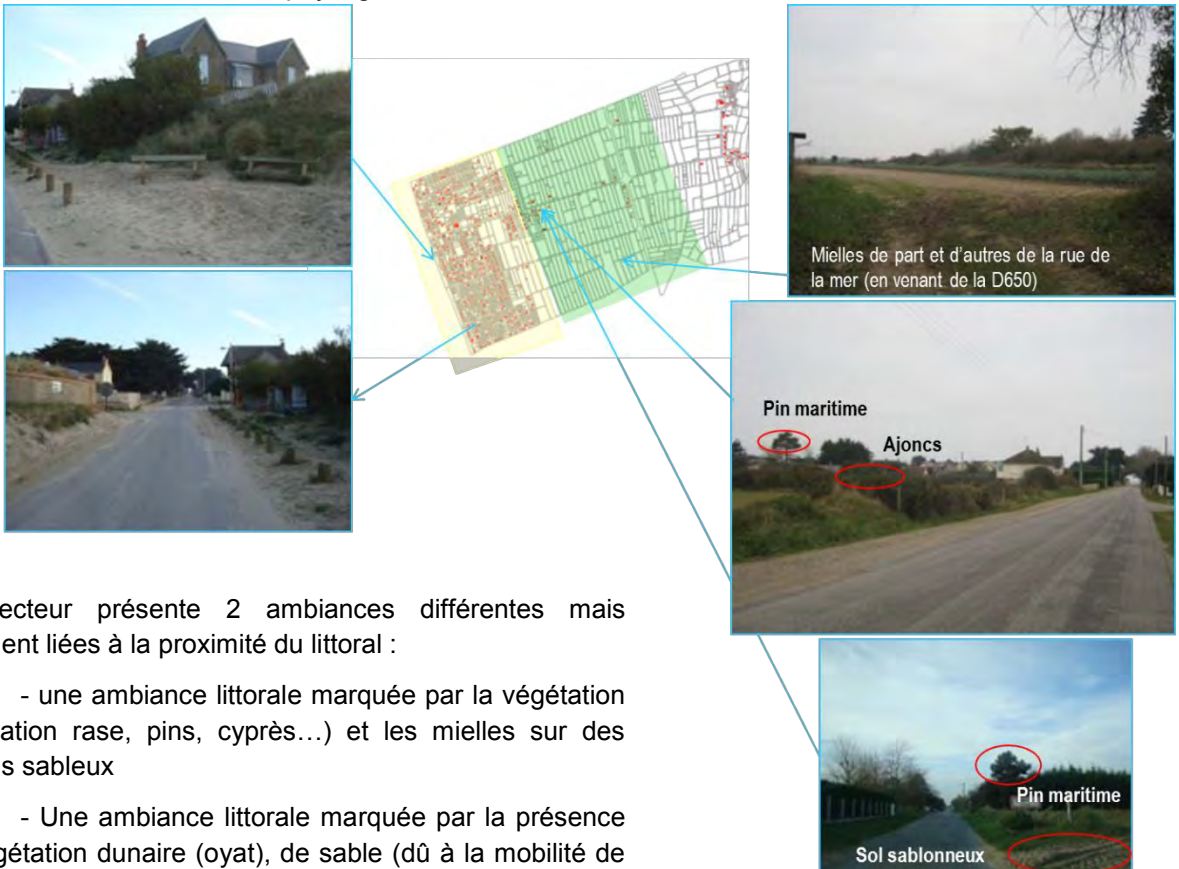 Mielles de part et d'autres de la rue de
la mer (en venant de la D650)
Pin maritime
Ajoncs
Pin maritime
Sol sablonneux
ecteur présente 2 ambiances différentes mais
ent liées à la proximité du littoral :
- une ambiance littorale marquée par la végétation
ation rase, pins, cyprès…) et les mielles sur des
s sableux
- Une ambiance littorale marquée par la présence
gétation dunaire (oyat), de sable (dû à la mobilité de